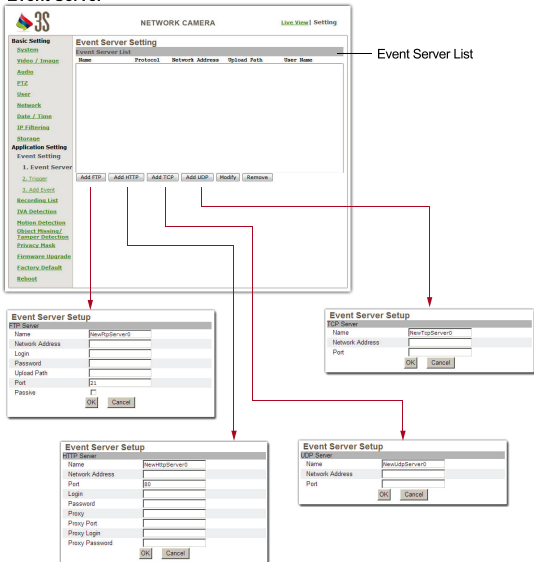 Event Server
3S
NETWORK CAMERA
Live View | Setting
Basic Setting
System
Video / Image
Audio
PTZ
User
Network
Date / Time
IP Filtering
Storage
Application Setting
Event Setting
1. Event Server
2. Trigger
3. Add Event
Recording List
IVA Detection
Motion Detection
Object Missing/
Tamper Detection
Privacy Mask
Firmware Upgrade
Factory Default
Reboot
Event Server Setting
Event Server List
Name Protocol Network Address Upload Path User Name
Add FTP Add HTTP Add TCP Add UDP Modify Remove
Event Server List
Event Server Setup
FTP Server
Name NewFtpServer0
Network Address
Login
Password
Upload Path
Port 21
Passive
OK Cancel
Event Server Setup
TCP Server
Name NewTcpServer0
Network Address
Port
OK Cancel
Event Server Setup
HTTP Server
Name NewHttpServer0
Network Address
Port 80
Login
Password
Proxy
Proxy Port
Proxy Login
Proxy Password
OK Cancel
Event Server Setup
UDP Server
Name NewUdpServer0
Network Address
Port
OK Cancel